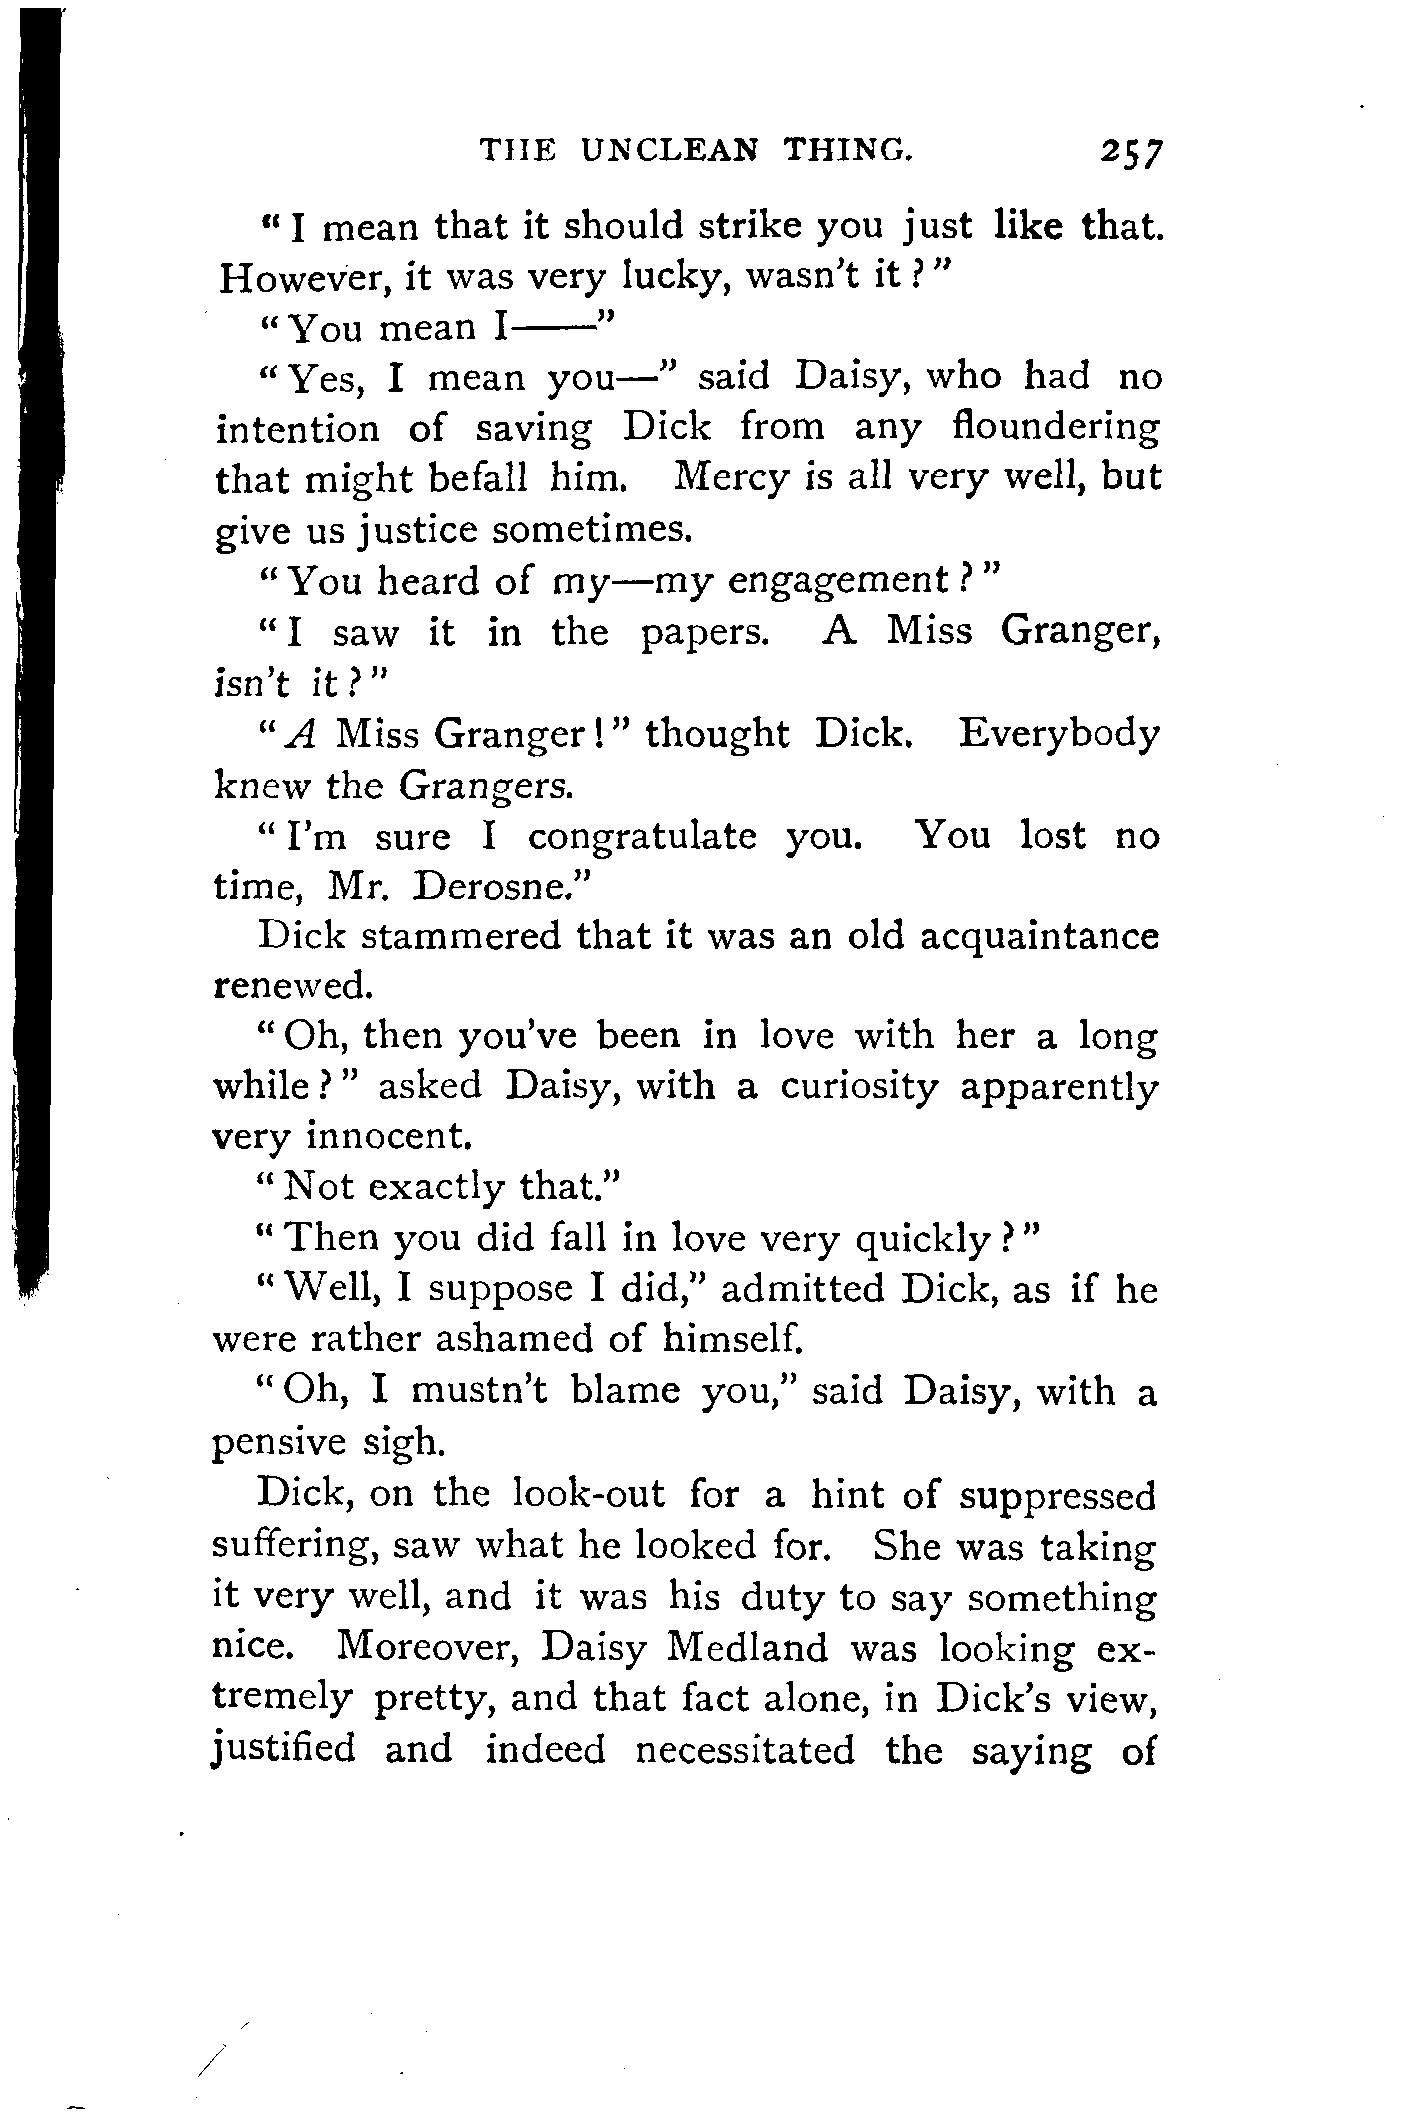 THE UNCLEAN THING. 257
"I mean that it should strike you just like that.
However, it was very lucky, wasn't it?"
"You mean I——"
"Yes, I mean you—" said Daisy, who had no
intention of saving Dick from any floundering
that might befall him. Mercy is all very well, but
give us justice sometimes.
"You heard of my—my engagement?"
"I saw it in the papers. A Miss Granger,
isn't it?"
"A Miss Granger!" thought Dick. Everybody
knew the Grangers.
"I'm sure I congratulate you. You lost no
time, Mr. Derosne."
Dick stammered that it was an old acquaintance
renewed.
"Oh, then you've been in love with her a long
while?" asked Daisy, with a curiosity apparently
very innocent.
"Not exactly that."
"Then you did fall in love very quickly?"
"Well, I suppose I did," admitted Dick, as if he
were rather ashamed of himself.
"Oh, I mustn't blame you," said Daisy, with a
pensive sigh.
Dick, on the look-out for a hint of suppressed
suffering, saw what he looked for. She was taking
it very well, and it was his duty to say something
nice. Moreover, Daisy Medland was looking ex-
tremely pretty, and that fact alone, in Dick's view,
justified and indeed necessitated the saying of